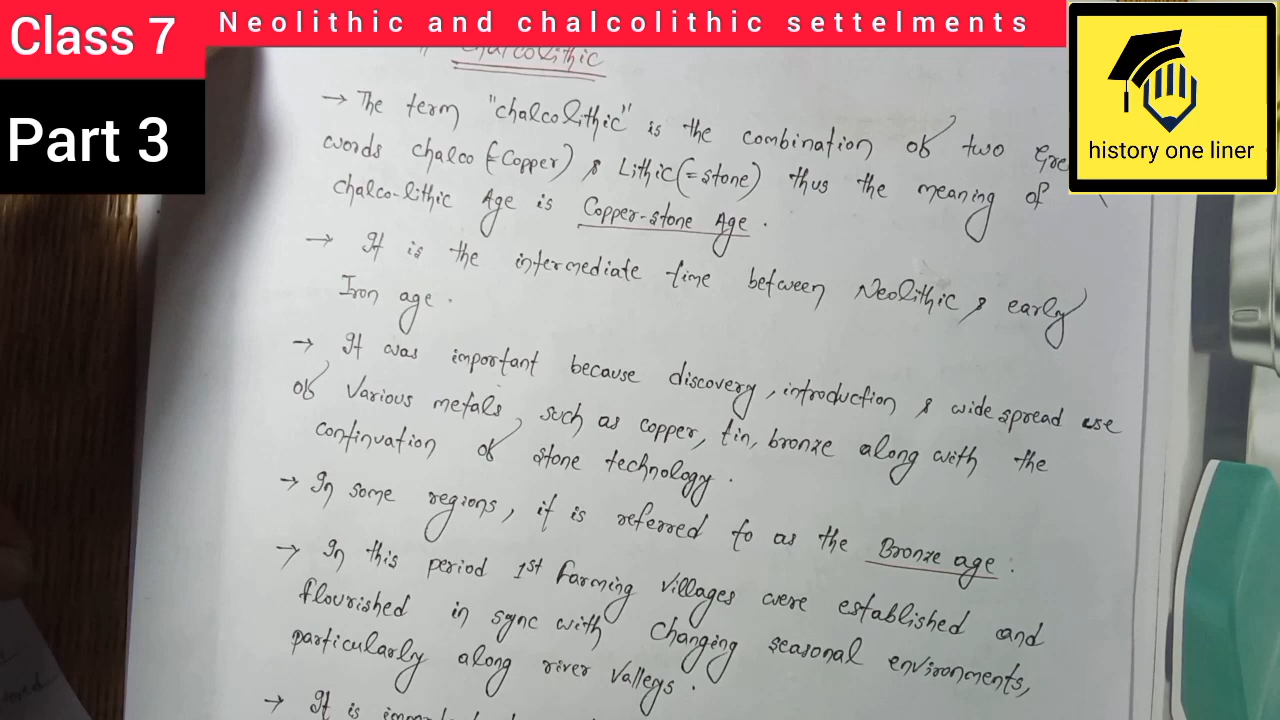 Class 7
Neolithic and chalcolithic settelments
Part 3
history one liner
Chalcolithic
→ The term "chalcolithic" is the combination of two
words chalco (=Copper) & Lithic (=stone) thus the meaning of
chalco-lithic Age is Copper-stone Age.
→ It is the intermediate time between Neolithic & early
Iron age.
→ It was important because discovery, introduction & wide spread use
of various metals, such as copper, tin, bronze along with the
continuation of stone technology.
→ In some regions, it is referred to as the Bronze age:
→ In this period 1st farming villages were established and
flourished in sync with changing seasonal environments,
particularly along river valleys.
→ It is